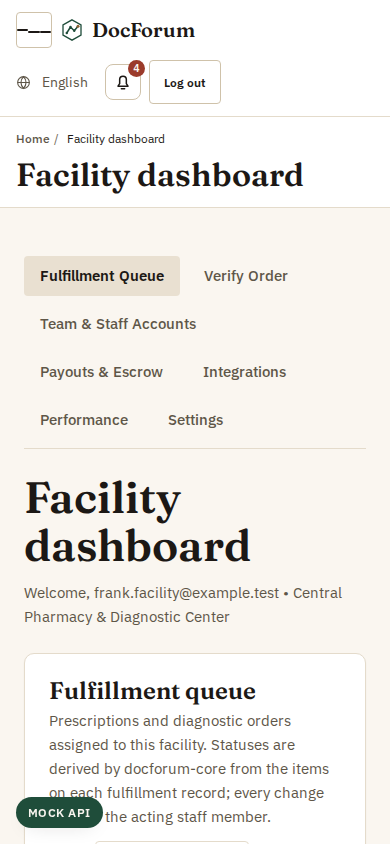 DocForum
English
4
Log out
Home / Facility dashboard
Facility dashboard
Fulfillment Queue
Verify Order
Team & Staff Accounts
Payouts & Escrow
Integrations
Performance
Settings
Facility
dashboard
Welcome, frank.facility@example.test • Central
Pharmacy & Diagnostic Center
Fulfillment queue
Prescriptions and diagnostic orders
assigned to this facility. Statuses are
derived by docforum-core from the items
on each fulfillment record; every change
the acting staff member.
MOCK API